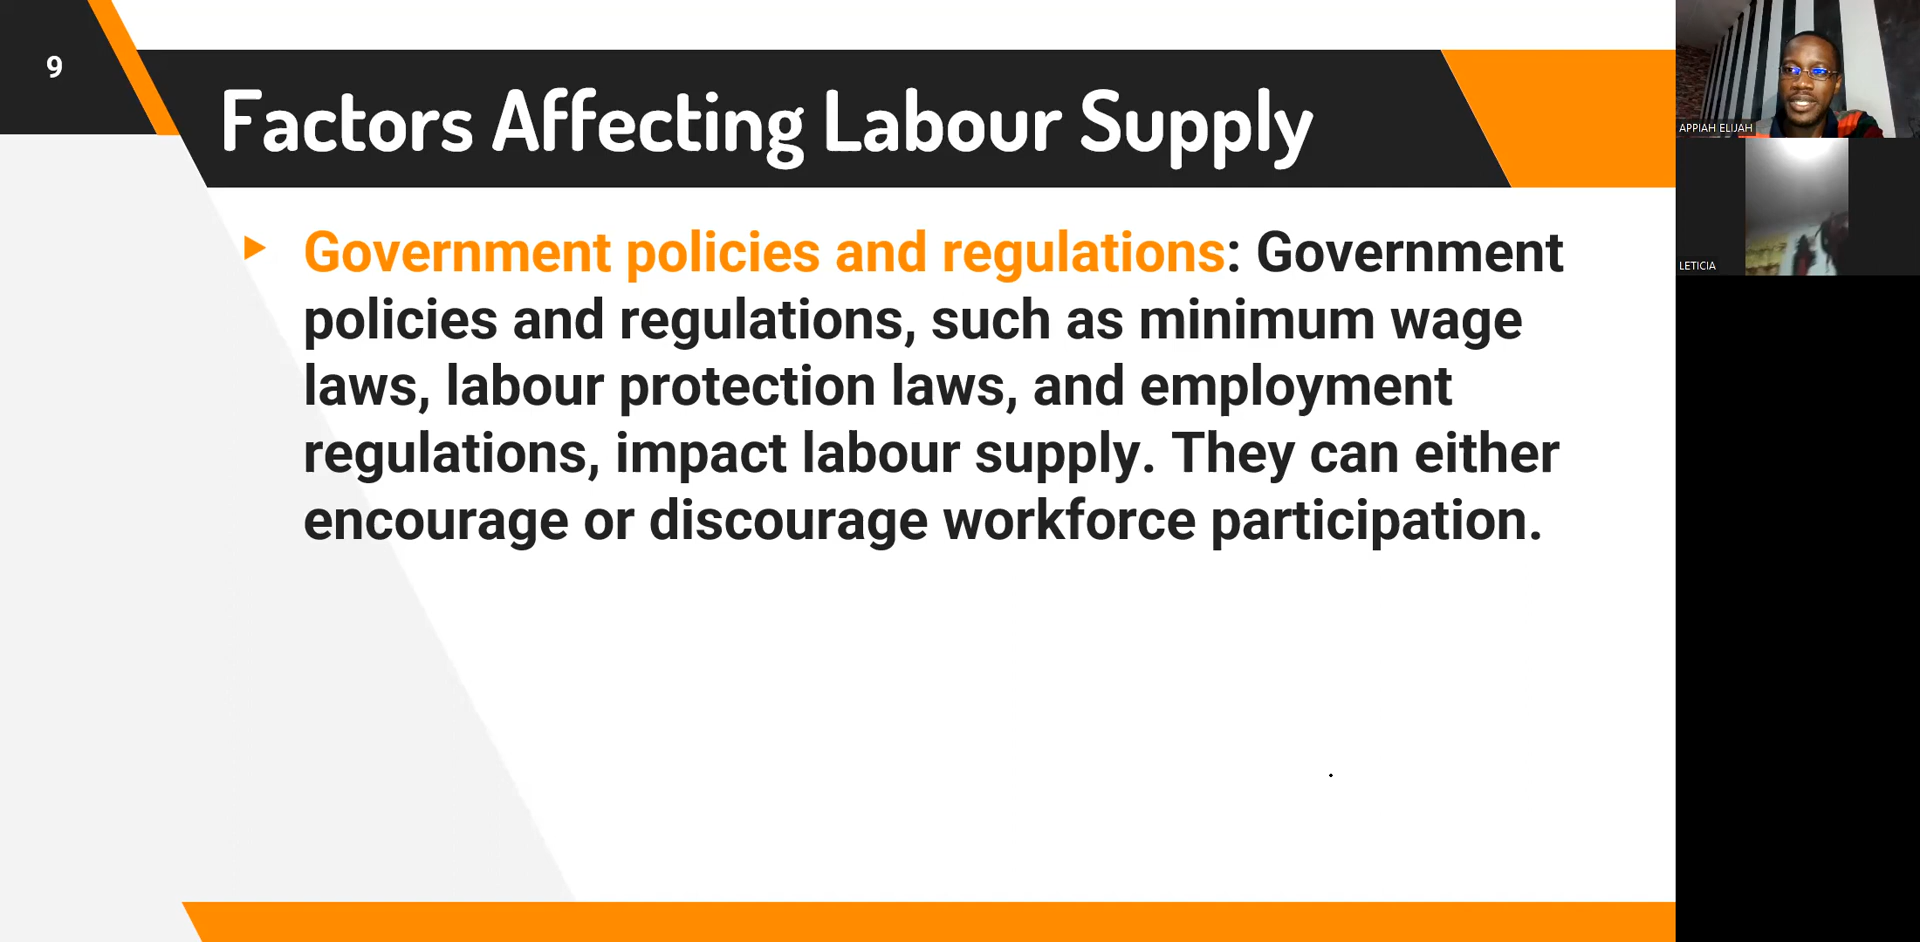 9
Factors Affecting Labour Supply
Government policies and regulations: Government
policies and regulations, such as minimum wage
laws, labour protection laws, and employment
regulations, impact labour supply. They can either
encourage or discourage workforce participation.
APPIAH ELIJAH
LETICIA